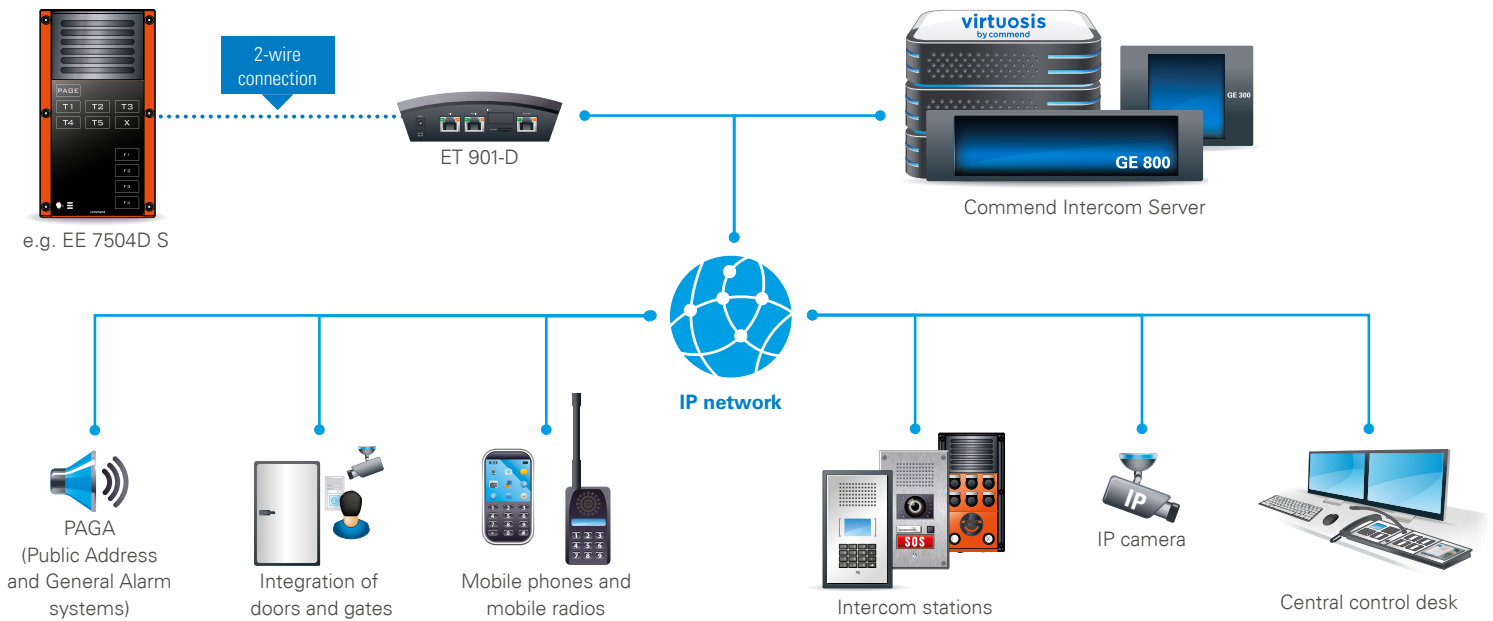 virtuosis
by commend
2-wire
connection
PAGE
T1 T2 T3
T4 T5 X
F1
F2
F3
F4
commend
e.g. EE 7504D S
ET 901-D
GE 300
GE 800
Commend Intercom Server
IP network
PAGA
(Public Address
and General Alarm
systems)
Integration of
doors and gates
Mobile phones and
mobile radios
SOS
Intercom stations
IP
IP camera
Central control desk